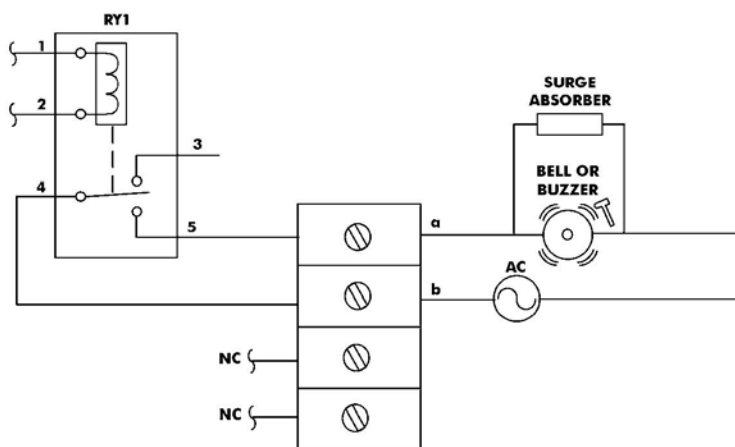 RY1
1
2
3
4
5
SURGE
ABSORBER
BELL OR
BUZZER
a
b
AC
NC
NC